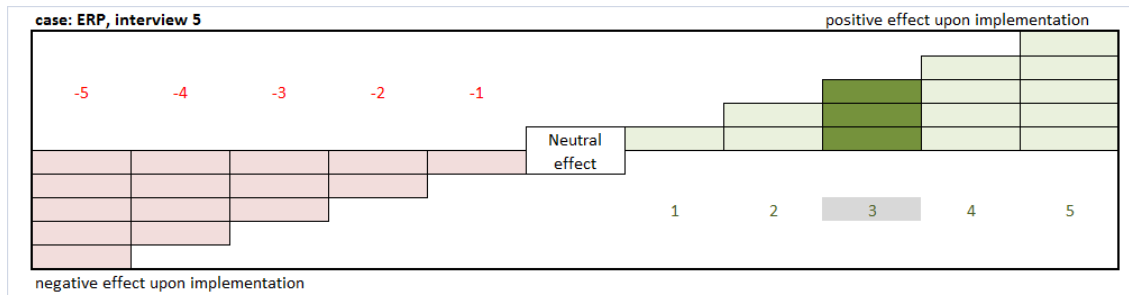 case: ERP, interview 5
positive effect upon implementation
-5 -4 -3 -2 -1
Neutral
effect
1 2 3 4 5
negative effect upon implementation